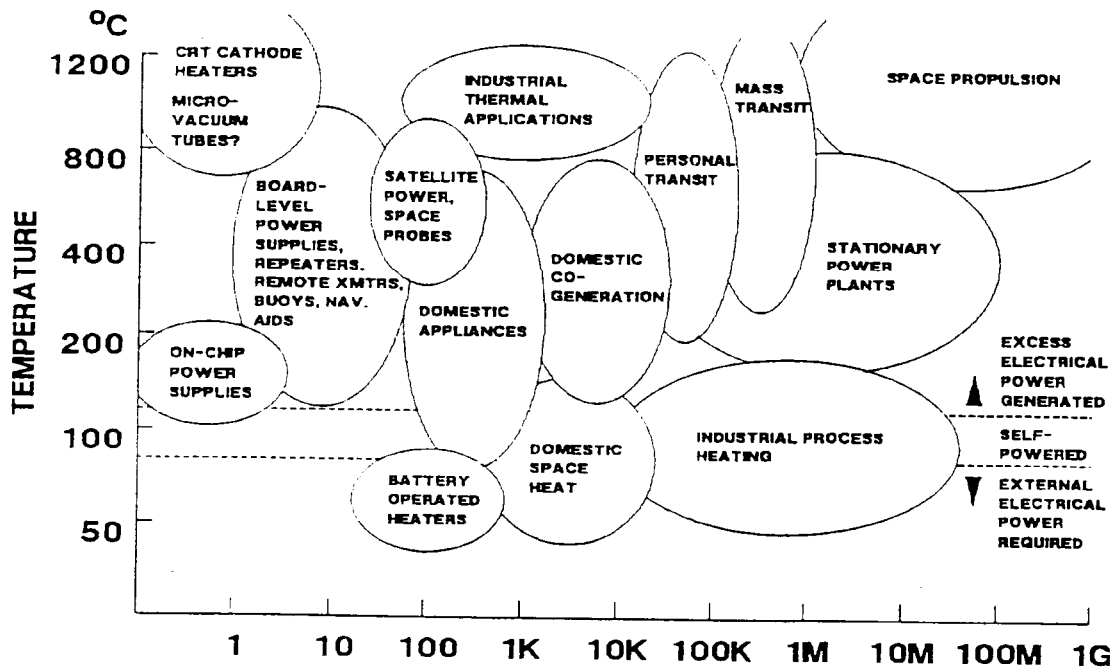 °C
1200
800
400
200
100
50
TEMPERATURE
CRT CATHODE
HEATERS
MICRO-
VACUUM
TUBES?
INDUSTRIAL
THERMAL
APPLICATIONS
MASS
TRANSIT
SPACE PROPULSION
BOARD-
LEVEL
POWER
SUPPLIES,
REPEATERS.
REMOTE XMTRS,
BUOYS, NAV.
AIDS
SATELLITE
POWER,
SPACE
PROBES
PERSONAL
TRANSIT
DOMESTIC
CO-
GENERATION
STATIONARY
POWER
PLANTS
DOMESTIC
APPLIANCES
ON-CHIP
POWER
SUPPLIES
EXCESS
ELECTRICAL
POWER
GENERATED
SELF-
POWERED
EXTERNAL
ELECTRICAL
POWER
REQUIRED
INDUSTRIAL PROCESS
HEATING
DOMESTIC
SPACE
HEAT
BATTERY
OPERATED
HEATERS
1 10 100 1K 10K 100K 1M 10M 100M 1G